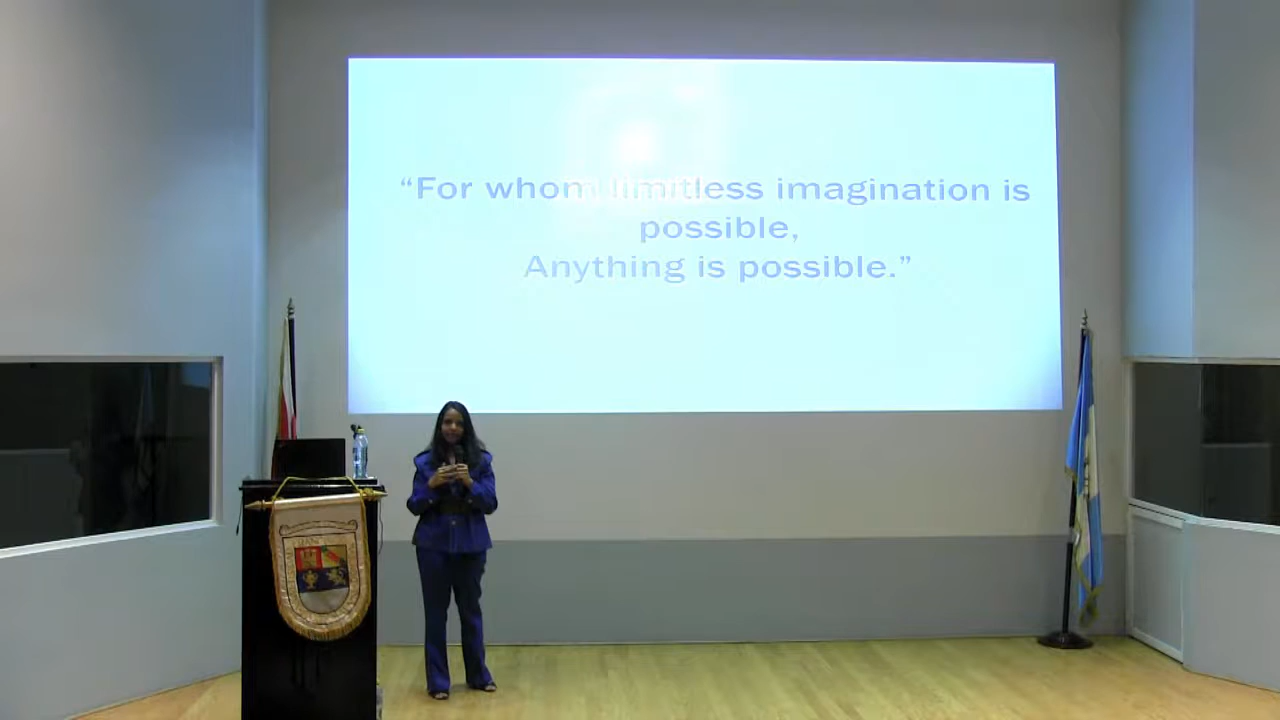 “For whom limitless imagination is
possible,
Anything is possible.”